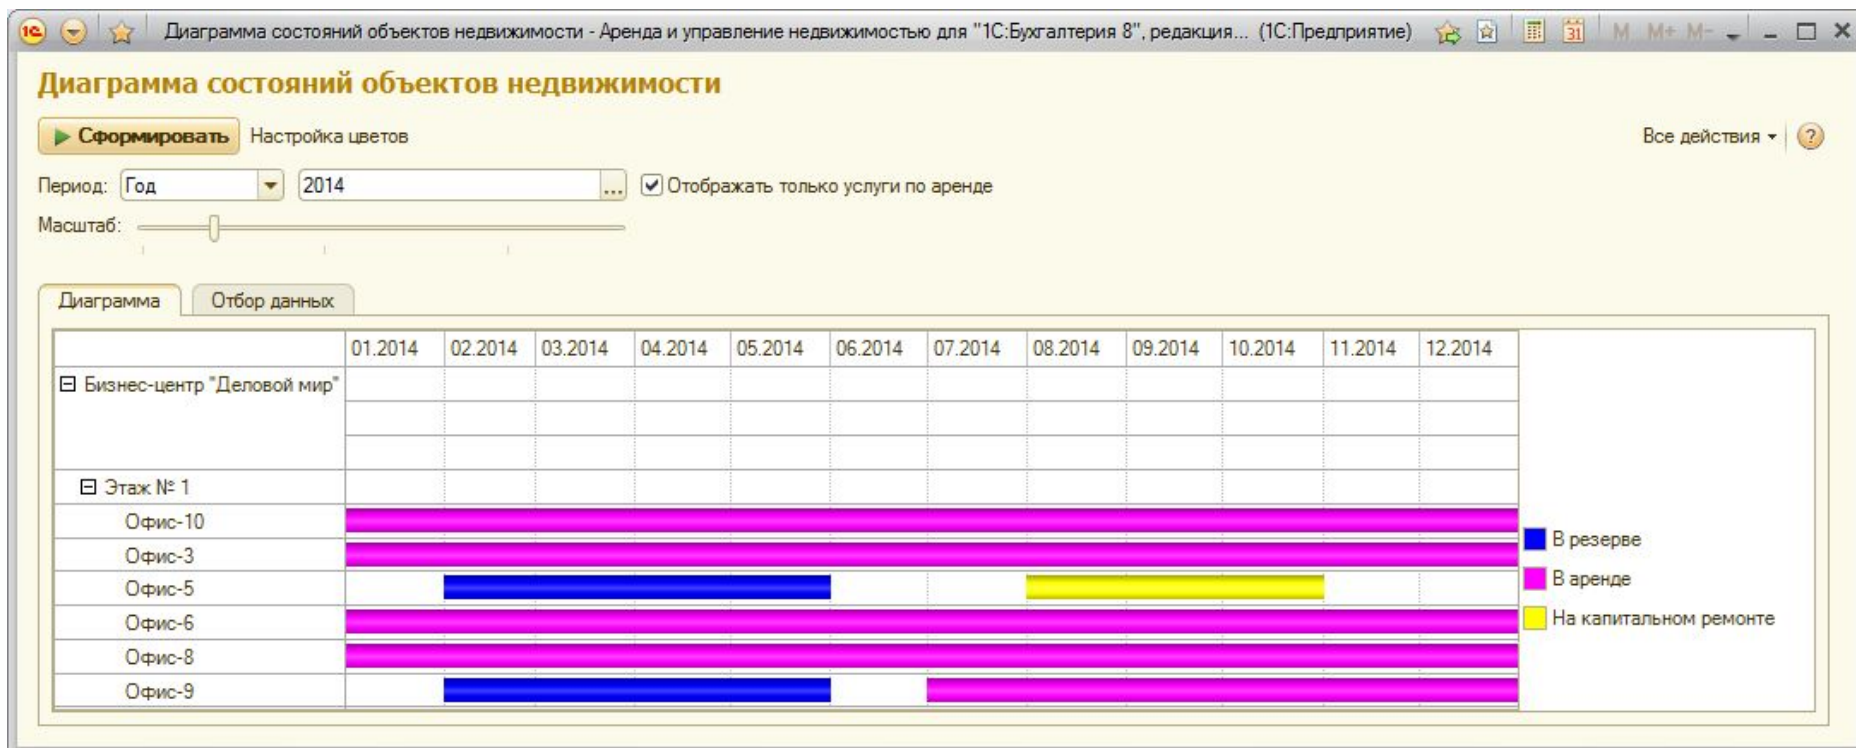 Диаграмма состояний объектов недвижимости - Аренда и управление недвижимостью для "1С:Бухгалтерия 8", редакция... (1С:Предприятие) 31 M M+ M-
Диаграмма состояний объектов недвижимости
Сформировать Настройка цветов Все действия ?
Период: Год 2014 ... Отображать только услуги по аренде
Масштаб:
Диаграмма Отбор данных
01.2014 02.2014 03.2014 04.2014 05.2014 06.2014 07.2014 08.2014 09.2014 10.2014 11.2014 12.2014
Бизнес-центр "Деловой мир"
Этаж № 1
Офис-10
Офис-3
Офис-5
Офис-6
Офис-8
Офис-9
В резерве
В аренде
На капитальном ремонте